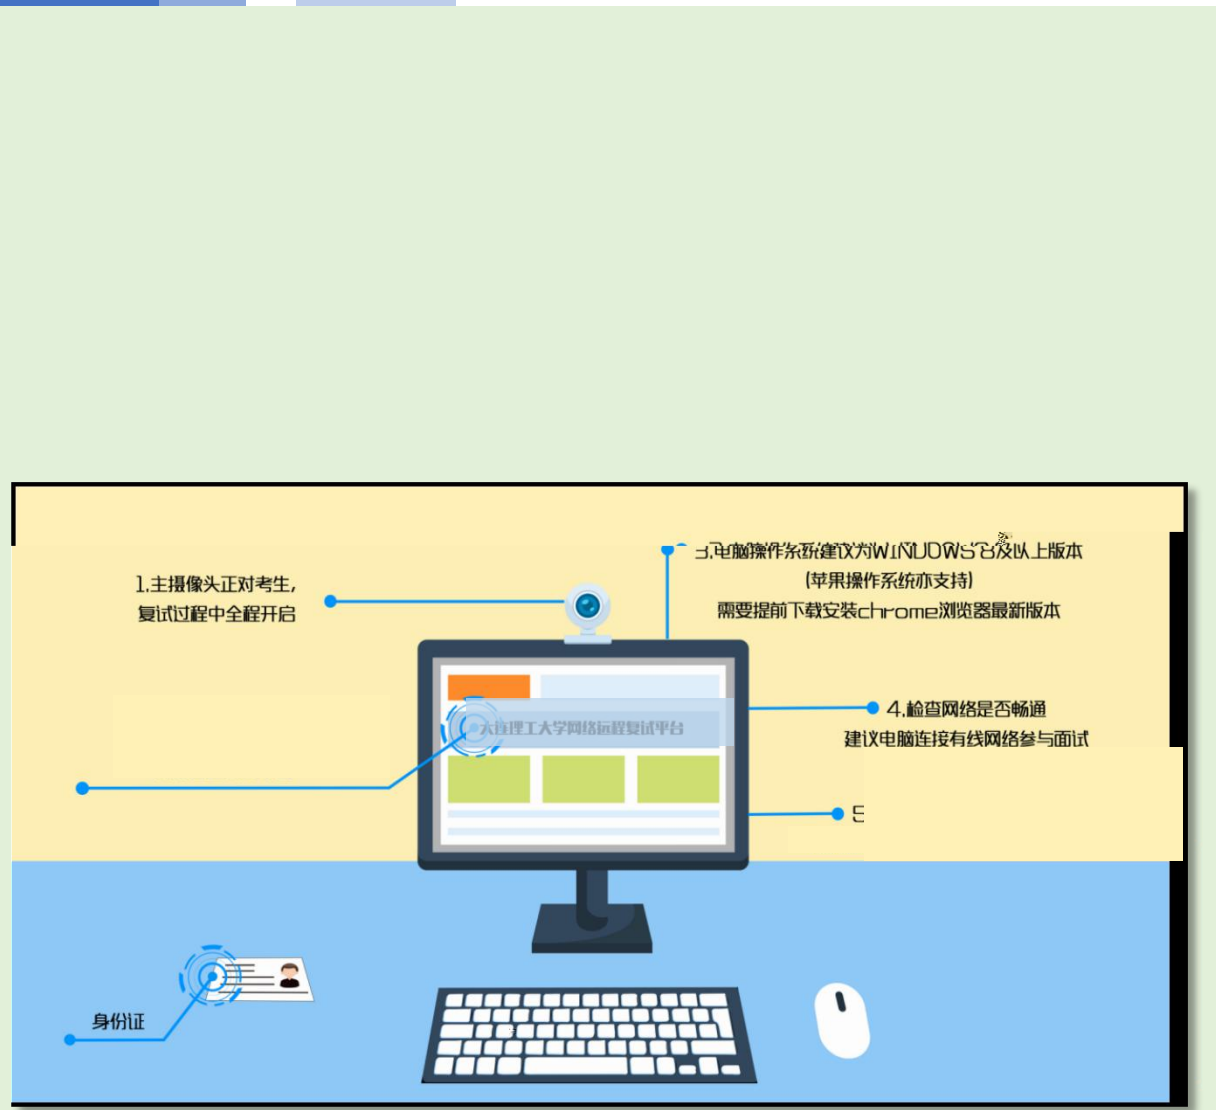 1.主摄像头正对考生,
复试过程中全程开启
3.电脑操作系统建议为WINDOWS 8及以上版本
(苹果操作系统亦支持)
需要提前下载安装chrome浏览器最新版本
大连理工大学网络远程复试平台
4.检查网络是否畅通
建议电脑连接有线网络参与面试
身份证